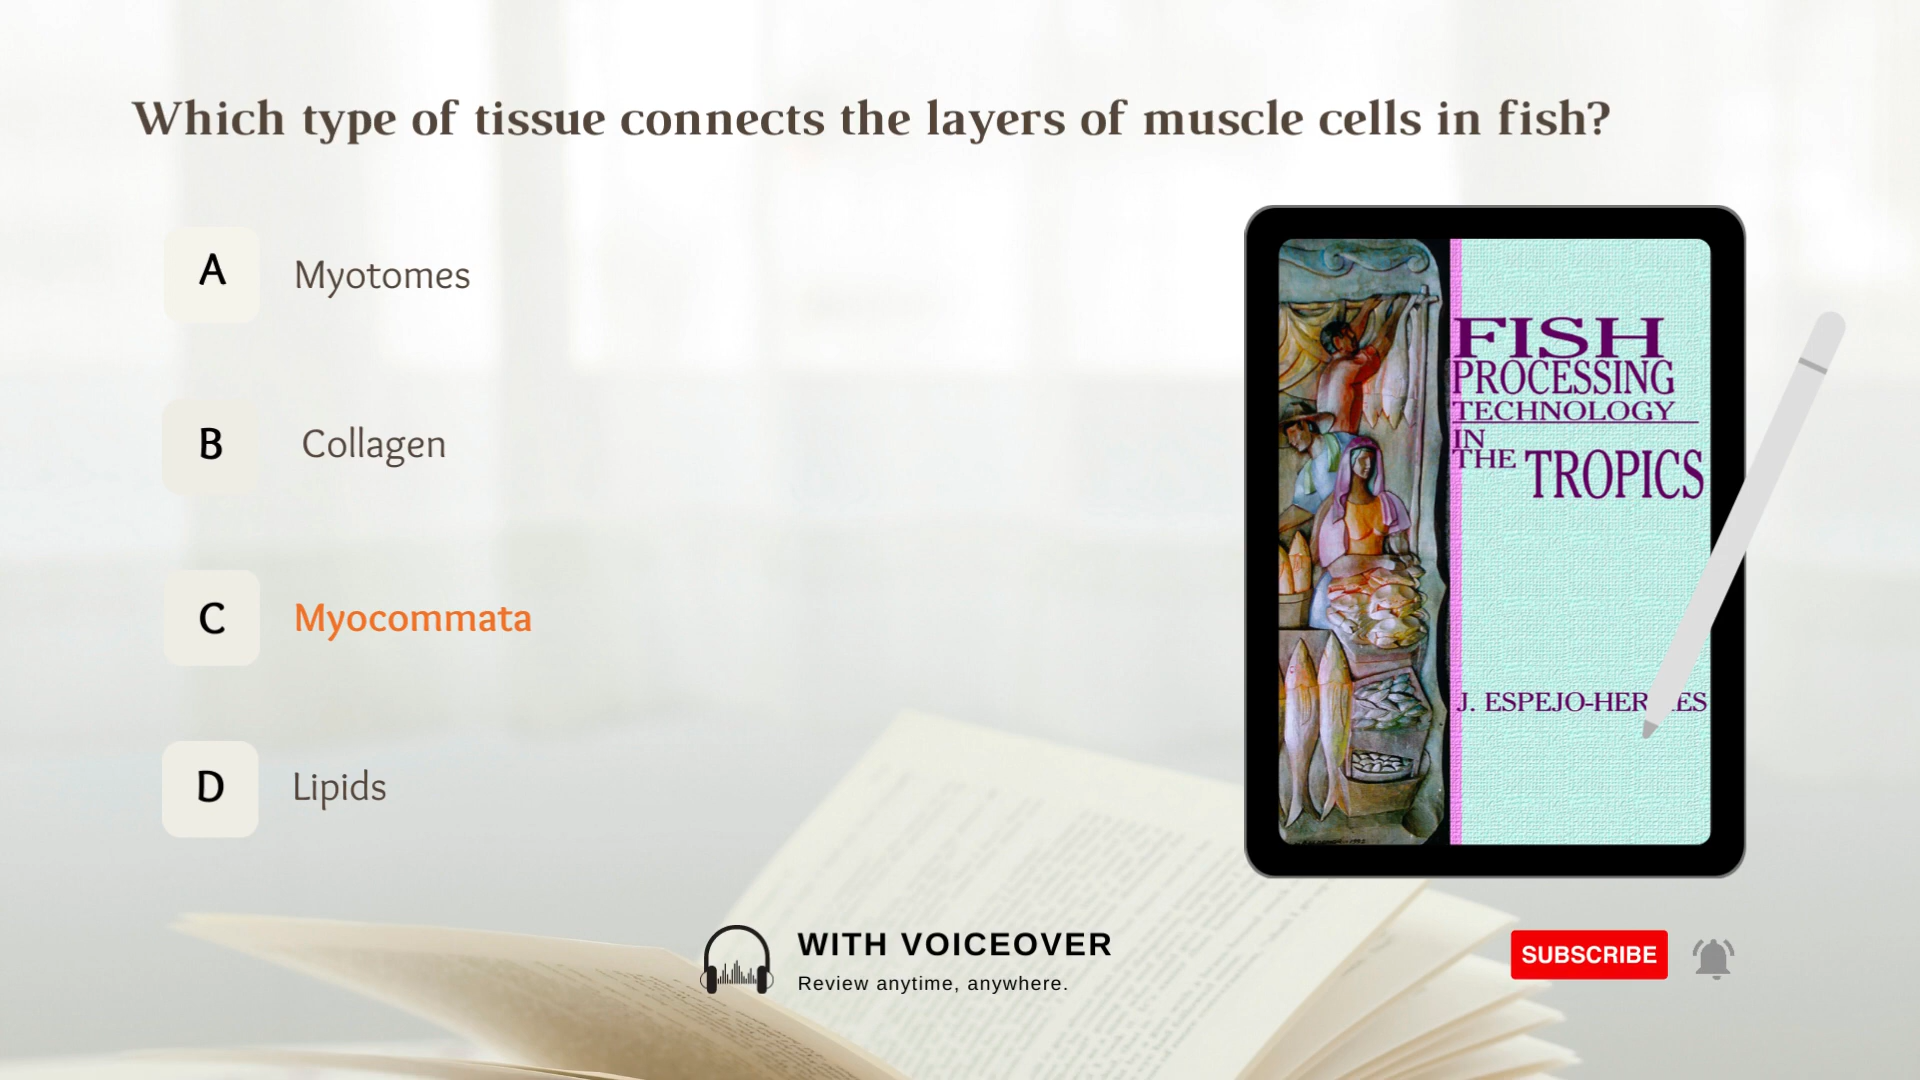 Which type of tissue connects the layers of muscle cells in fish?
A Myotomes
B Collagen
C Myocommata
D Lipids
FISH
PROCESSING
TECHNOLOGY
IN
THE TROPICS
J. ESPEJO-HER
WITH VOICEOVER
Review anytime, anywhere.
SUBSCRIBE